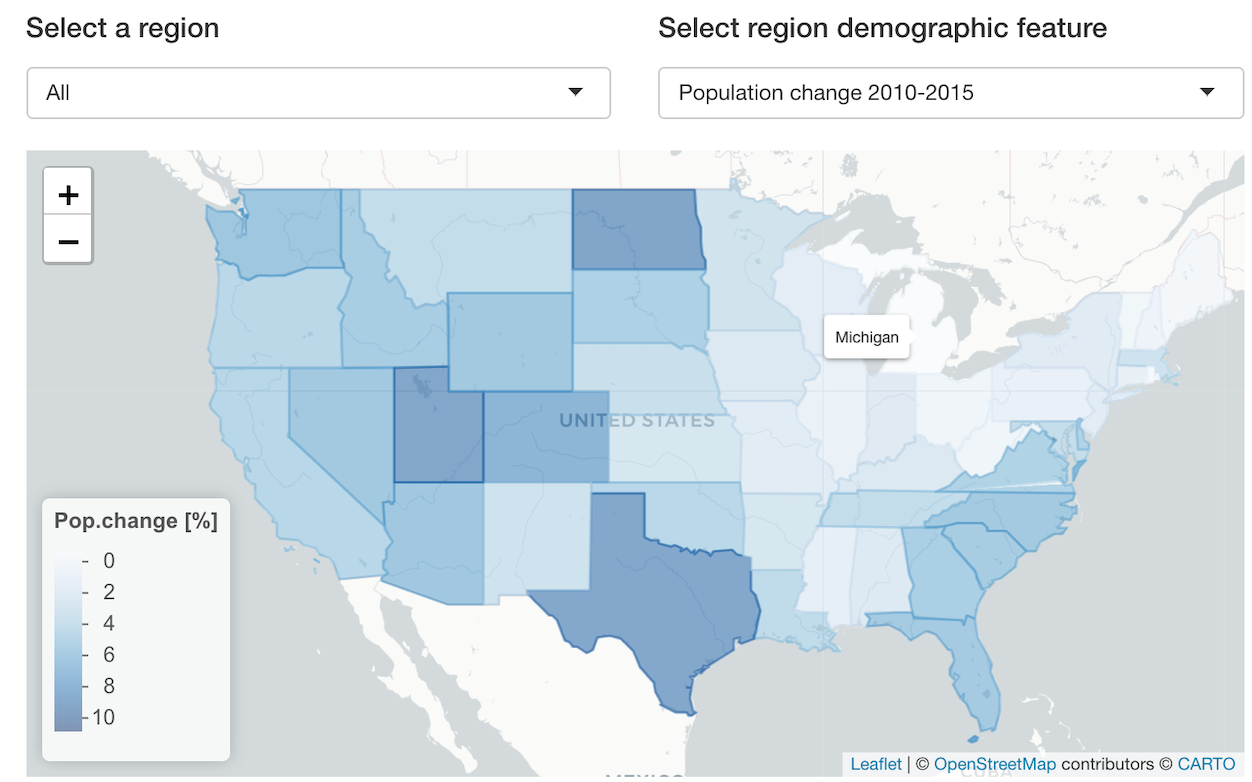 Select a region
Select region demographic feature
All
Population change 2010-2015
+
−
Michigan
UNITED STATES
Pop.change [%]
0
2
4
6
8
10
Leaflet | © OpenStreetMap contributors © CARTO